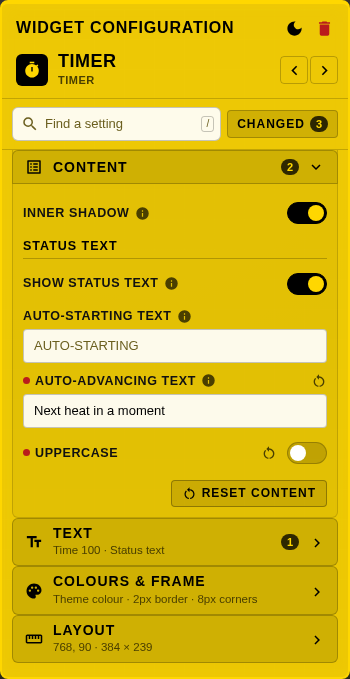 WIDGET CONFIGURATION
TIMER
TIMER
Find a setting /
CHANGED 3
CONTENT 2
INNER SHADOW
STATUS TEXT
SHOW STATUS TEXT
AUTO-STARTING TEXT
AUTO-STARTING
AUTO-ADVANCING TEXT
Next heat in a moment
UPPERCASE
RESET CONTENT
TEXT 1
Time 100 · Status text
COLOURS & FRAME
Theme colour · 2px border · 8px corners
LAYOUT
768, 90 · 384 × 239